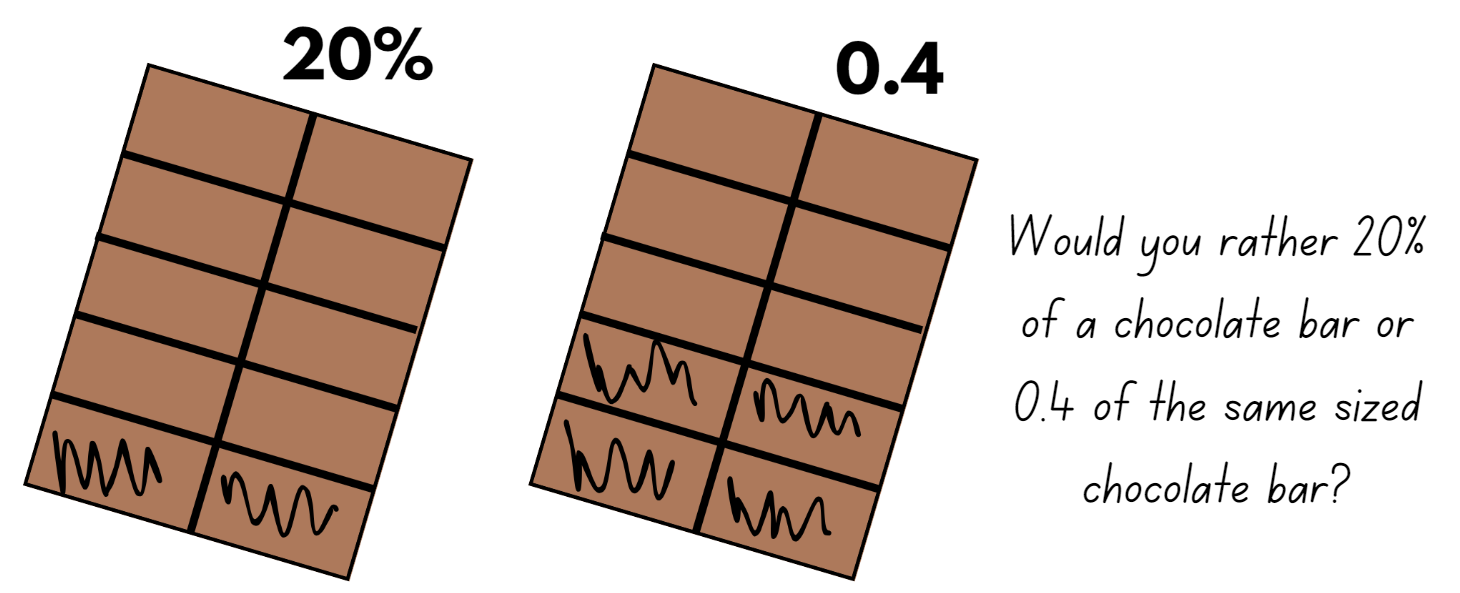 20%
0.4
Would you rather 20%
of a chocolate bar or
0.4 of the same sized
chocolate bar?